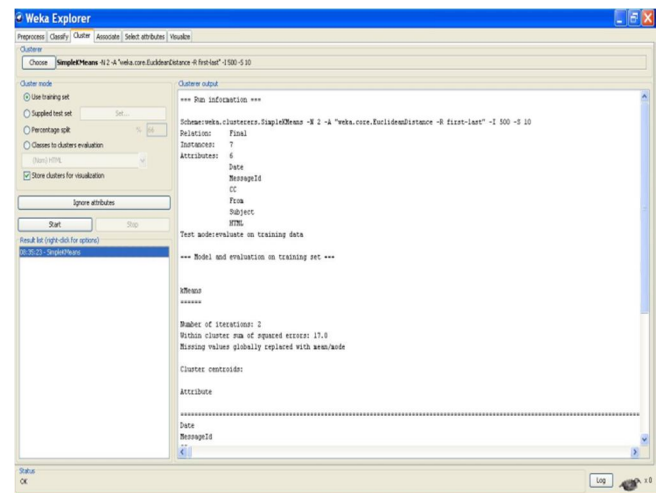 Weka Explorer
Preprocess Classify Cluster Associate Select attributes Visualize
Clusterer
Choose SimpleKMeans -N 2 -A "weka.core.EuclideanDistance -R first-last" -I 500 -S 10
Cluster mode
Use training set
Supplied test set Set...
Percentage split % 66
Classes to clusters evaluation
(Nom) HTML
Store clusters for visualization
Ignore attributes
Start Stop
Result list (right-click for options)
08:35:23 - SimpleKMeans
Clusterer output
=== Run information ===
Scheme:weka.clusterers.SimpleKMeans -N 2 -A "weka.core.EuclideanDistance -R first-last" -I 500 -S 10
Relation: Final
Instances: 7
Attributes: 6
Date
MessageId
CC
From
Subject
HTML
Test mode:evaluate on training data
=== Model and evaluation on training set ===
kMeans
======
Number of iterations: 2
Within cluster sum of squared errors: 17.0
Missing values globally replaced with mean/mode
Cluster centroids:
Attribute
Date
MessageId
Status
OK
Log
x 0